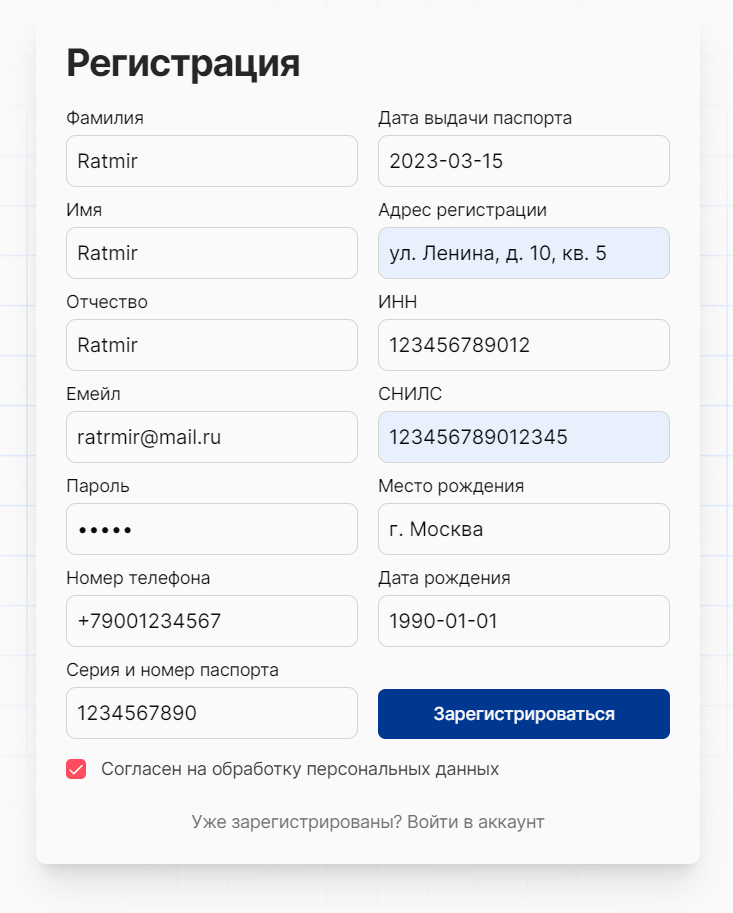 Регистрация
Фамилия
Ratmir
Имя
Ratmir
Отчество
Ratmir
Емейл
ratrmir@mail.ru
Пароль
•••••
Номер телефона
+79001234567
Серия и номер паспорта
1234567890
Дата выдачи паспорта
2023-03-15
Адрес регистрации
ул. Ленина, д. 10, кв. 5
ИНН
123456789012
СНИЛС
123456789012345
Место рождения
г. Москва
Дата рождения
1990-01-01
Зарегистрироваться
Согласен на обработку персональных данных
Уже зарегистрированы? Войти в аккаунт